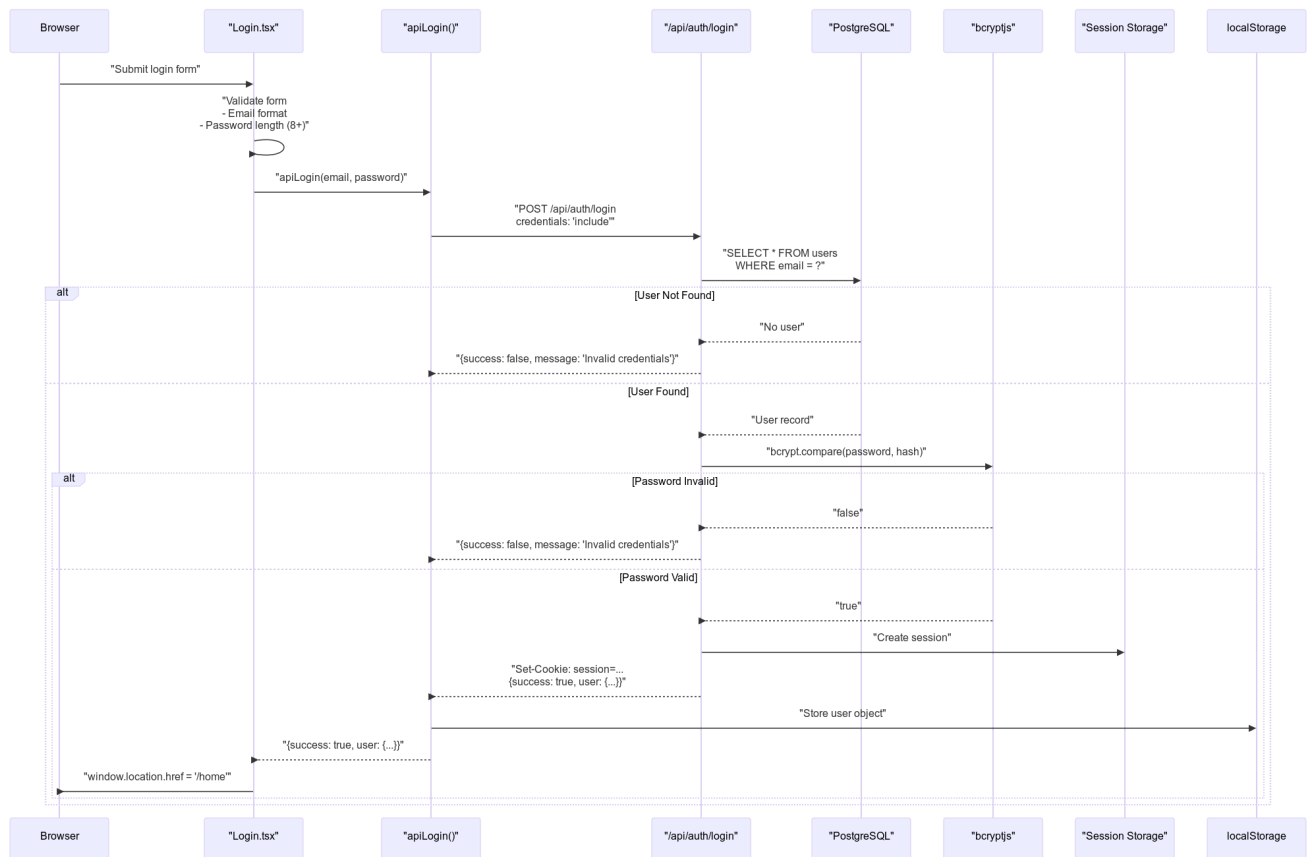 Browser
"Login.tsx"
"apiLogin()"
"/api/auth/login"
"PostgreSQL"
"bcryptjs"
"Session Storage"
localStorage
"Submit login form"
"Validate form
- Email format
- Password length (8+)"
"apiLogin(email, password)"
"POST /api/auth/login
credentials: 'include'"
"SELECT * FROM users
WHERE email = ?"
alt
[User Not Found]
"No user"
"{success: false, message: 'Invalid credentials'}"
[User Found]
"User record"
"bcrypt.compare(password, hash)"
alt
[Password Invalid]
"false"
"{success: false, message: 'Invalid credentials'}"
[Password Valid]
"true"
"Create session"
"Set-Cookie: session=...
{success: true, user: {...}}"
"Store user object"
"{success: true, user: {...}}"
"window.location.href = '/home'"
Browser
"Login.tsx"
"apiLogin()"
"/api/auth/login"
"PostgreSQL"
"bcryptjs"
"Session Storage"
localStorage